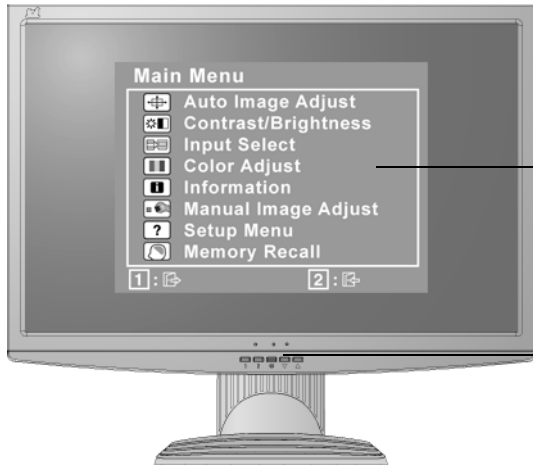 Main Menu
Auto Image Adjust
Contrast/Brightness
Input Select
Color Adjust
Information
Manual Image Adjust
? Setup Menu
Memory Recall
1 : 2 :